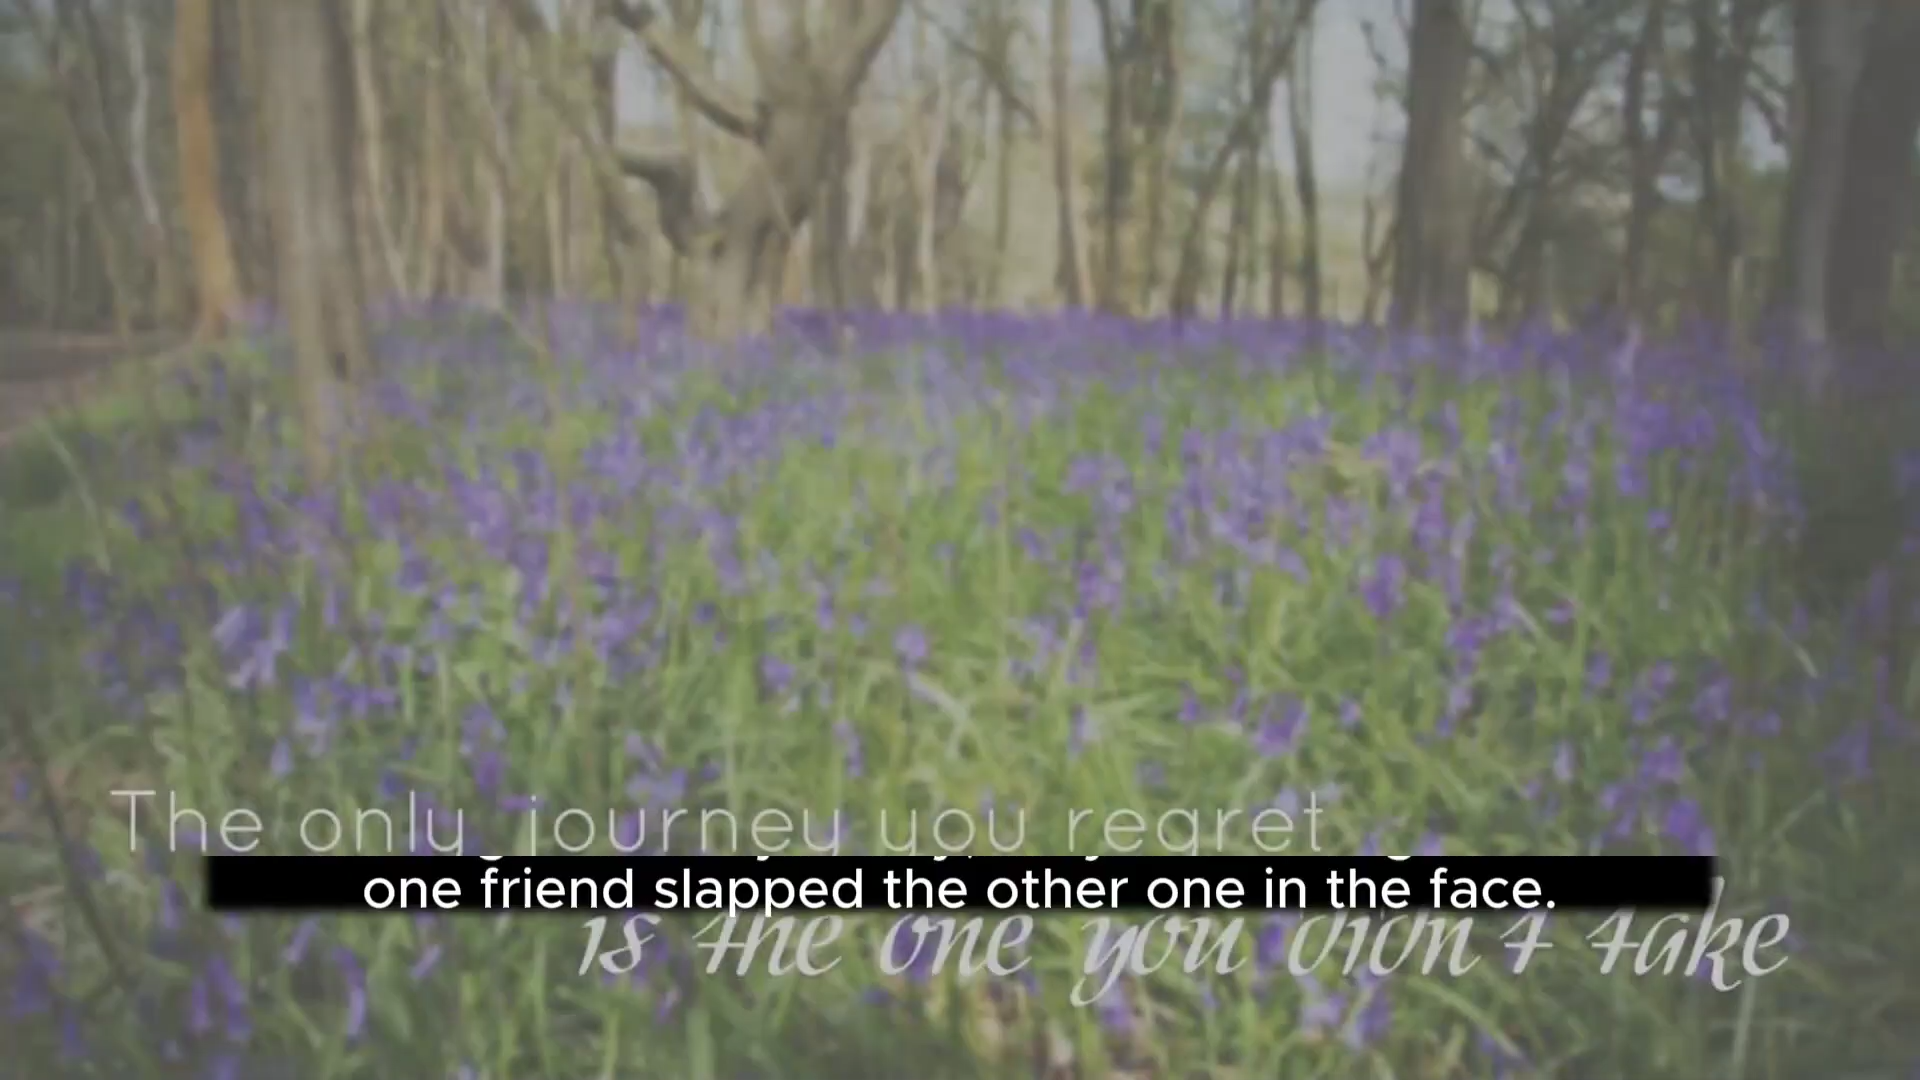 The only journey you regret
one friend slapped the other one in the face.
is the one you didn't take